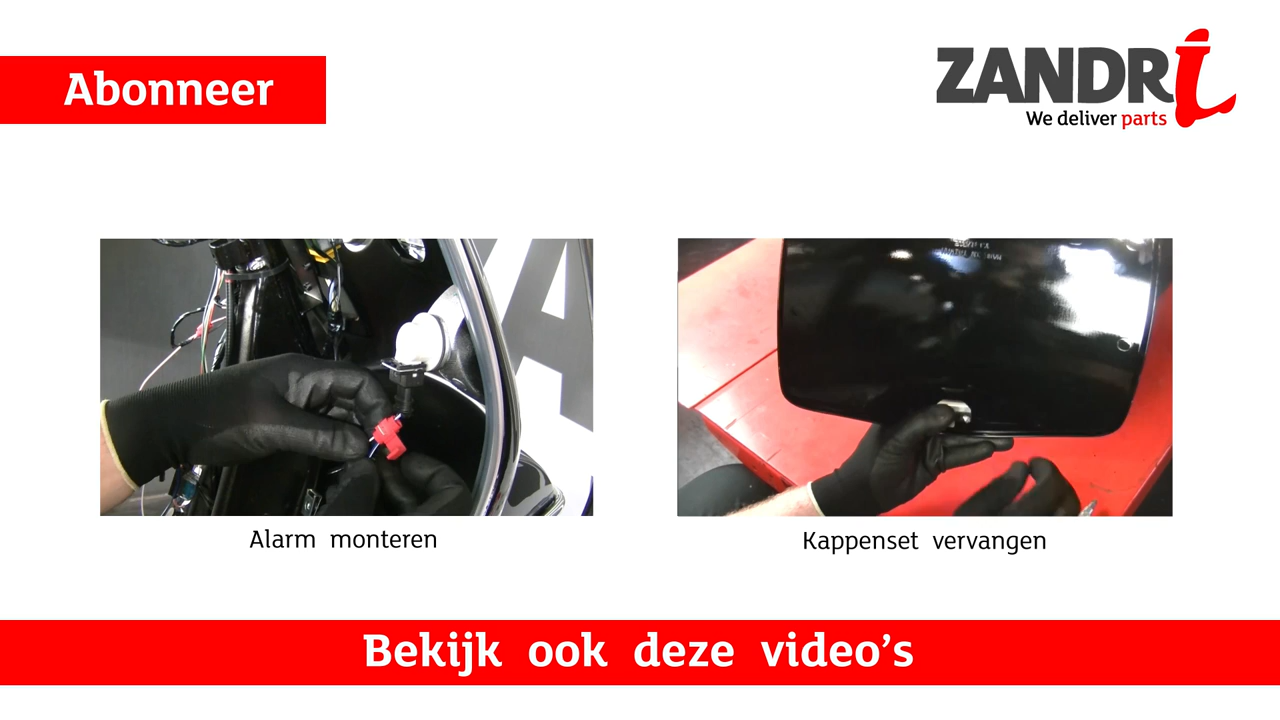 Abonneer
ZANDRi
We deliver parts
Alarm monteren
Kappenset vervangen
Bekijk ook deze video's